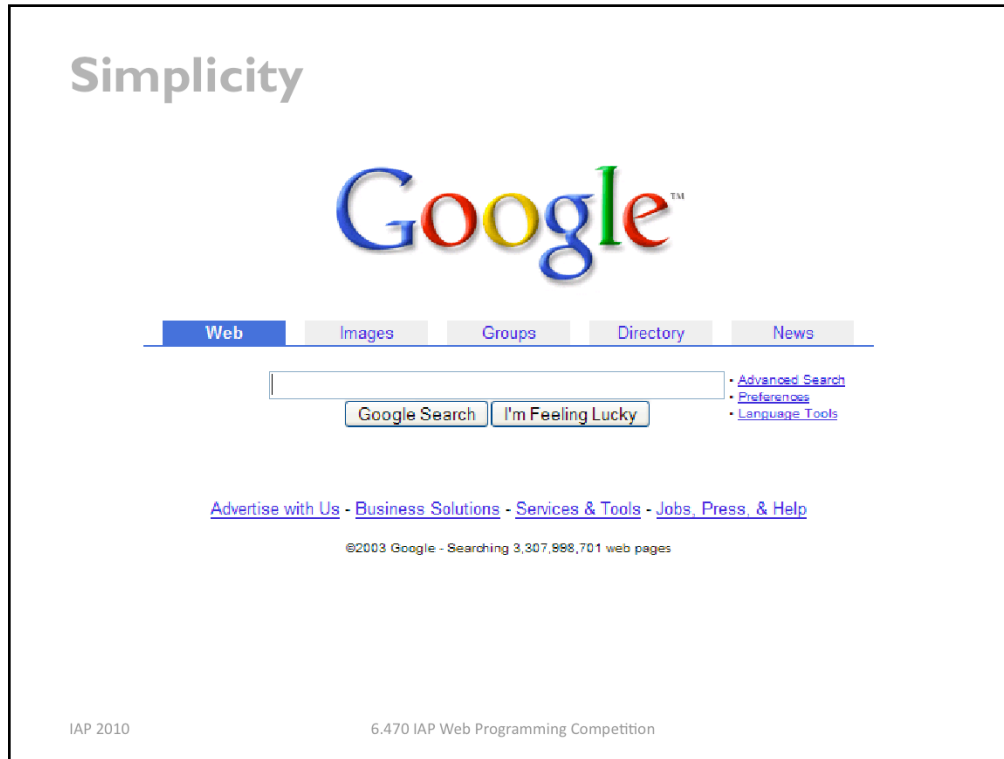 Simplicity
Google™
Web Images Groups Directory News
• Advanced Search
• Preferences
• Language Tools
Google Search I'm Feeling Lucky
Advertise with Us - Business Solutions - Services & Tools - Jobs, Press, & Help
©2003 Google - Searching 3,307,998,701 web pages
IAP 2010 6.470 IAP Web Programming Competition